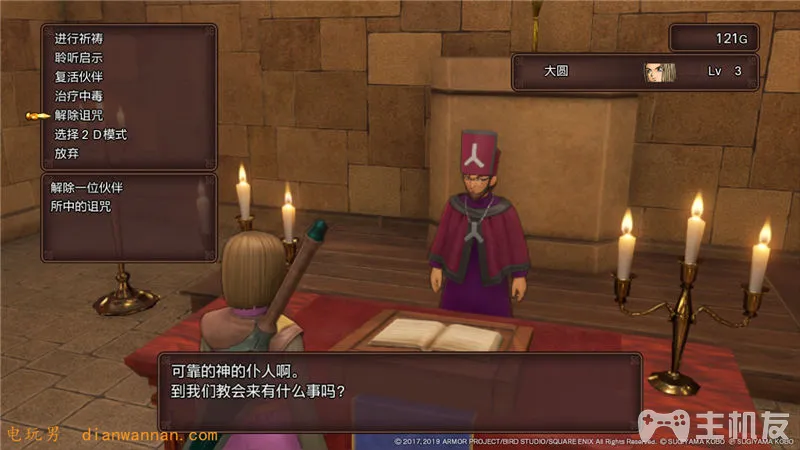 进行祈祷
聆听启示
复活伙伴
治疗中毒
解除诅咒
选择2D模式
放弃
解除一位伙伴
所中的诅咒
121G
大圆 Lv 3
可靠的神的仆人啊。
到我们教会来有什么事吗?
电玩男 dianwannan.com
©2017, 2019 ARMOR PROJECT/BIRD STUDIO/SQUARE ENIX All Rights Reserved. ©SUGIYAMA KOBO ℗SUGIYAMA KOBO
主机友